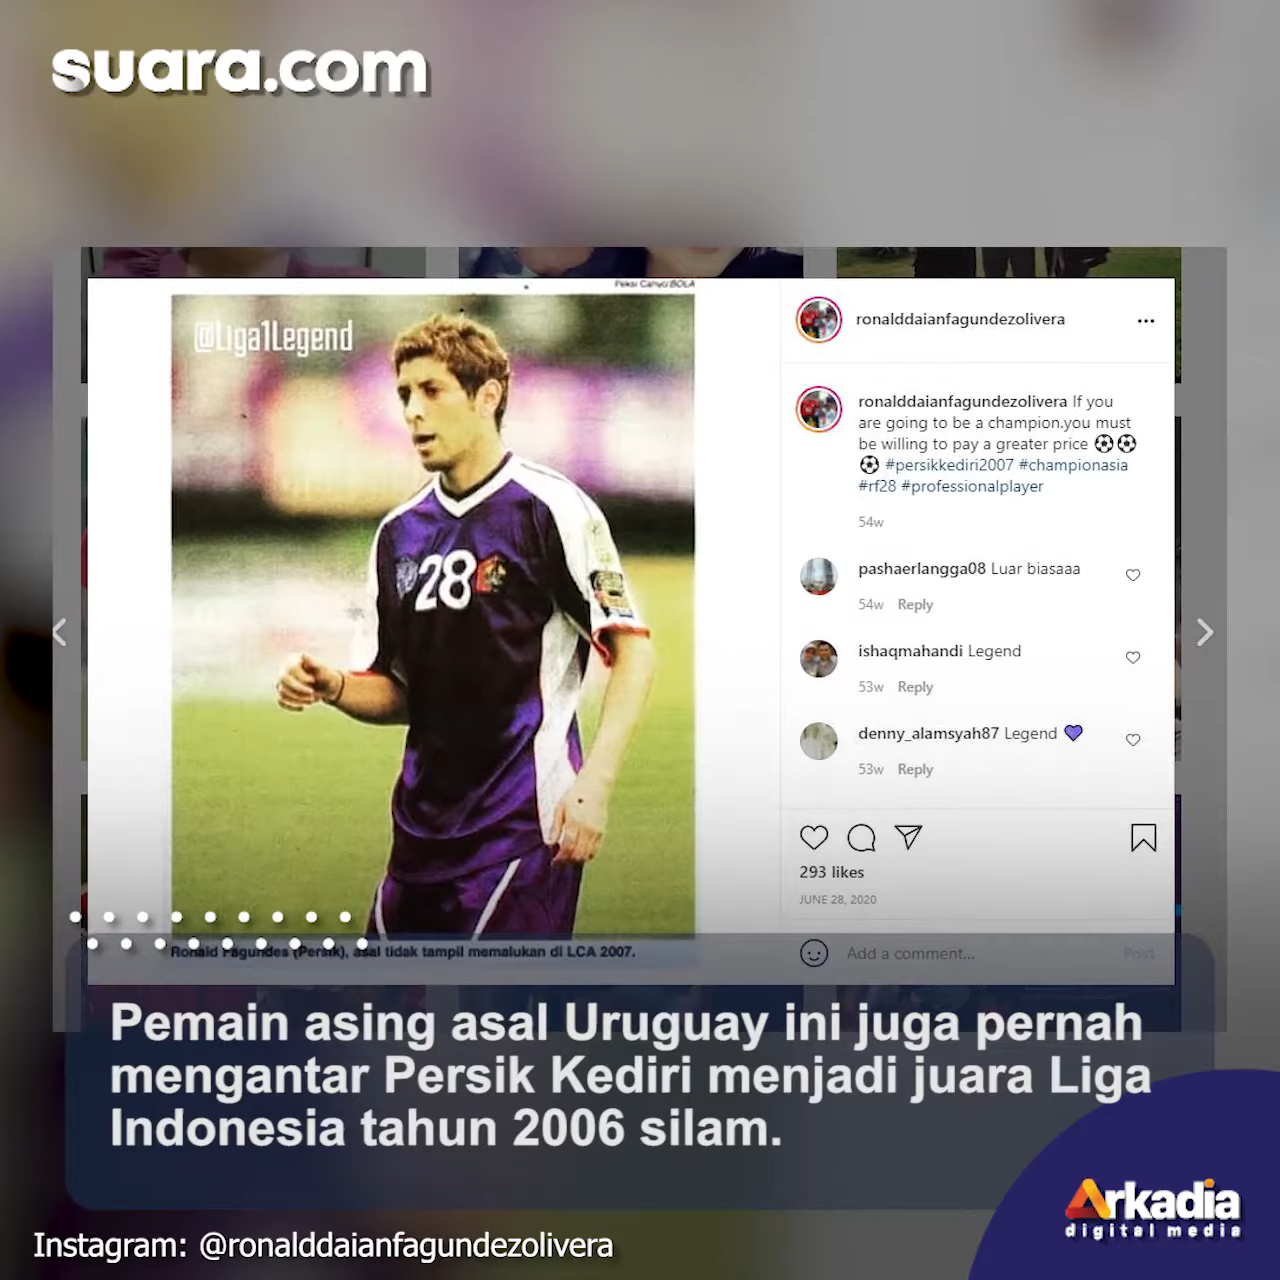 suara.com
Peksi Cahyo/BOLA
@Liga1Legend
28
Ronald Fagundes (Persik), asal tidak tampil memalukan di LCA 2007.
ronalddaianfagundezolivera
ronalddaianfagundezolivera If you
are going to be a champion.you must
be willing to pay a greater price
#persikkediri2007 #championasia
#rf28 #professionalplayer
54w
pashaerlangga08 Luar biasaaa
54w Reply
ishaqmahandi Legend
53w Reply
denny_alamsyah87 Legend 💜
53w Reply
293 likes
JUNE 28, 2020
Add a comment...
Post
Pemain asing asal Uruguay ini juga pernah
mengantar Persik Kediri menjadi juara Liga
Indonesia tahun 2006 silam.
Arkadia
digital media
Instagram: @ronalddaianfagundezolivera